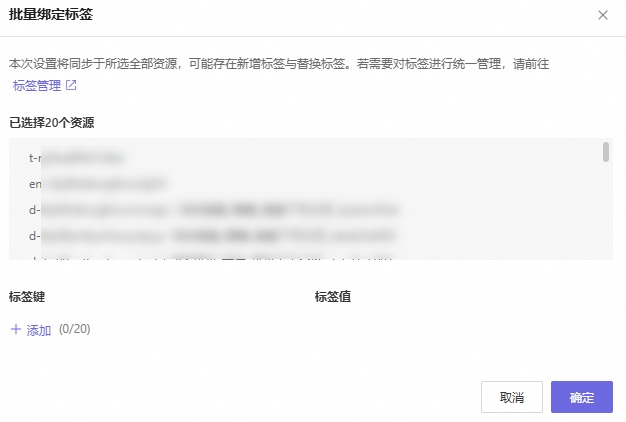 批量绑定标签
本次设置将同步于所选全部资源，可能存在新增标签与替换标签。若需要对标签进行统一管理，请前往
标签管理
已选择20个资源
t-
en
d-
d-
标签键 标签值
+ 添加 (0/20)
取消 确定